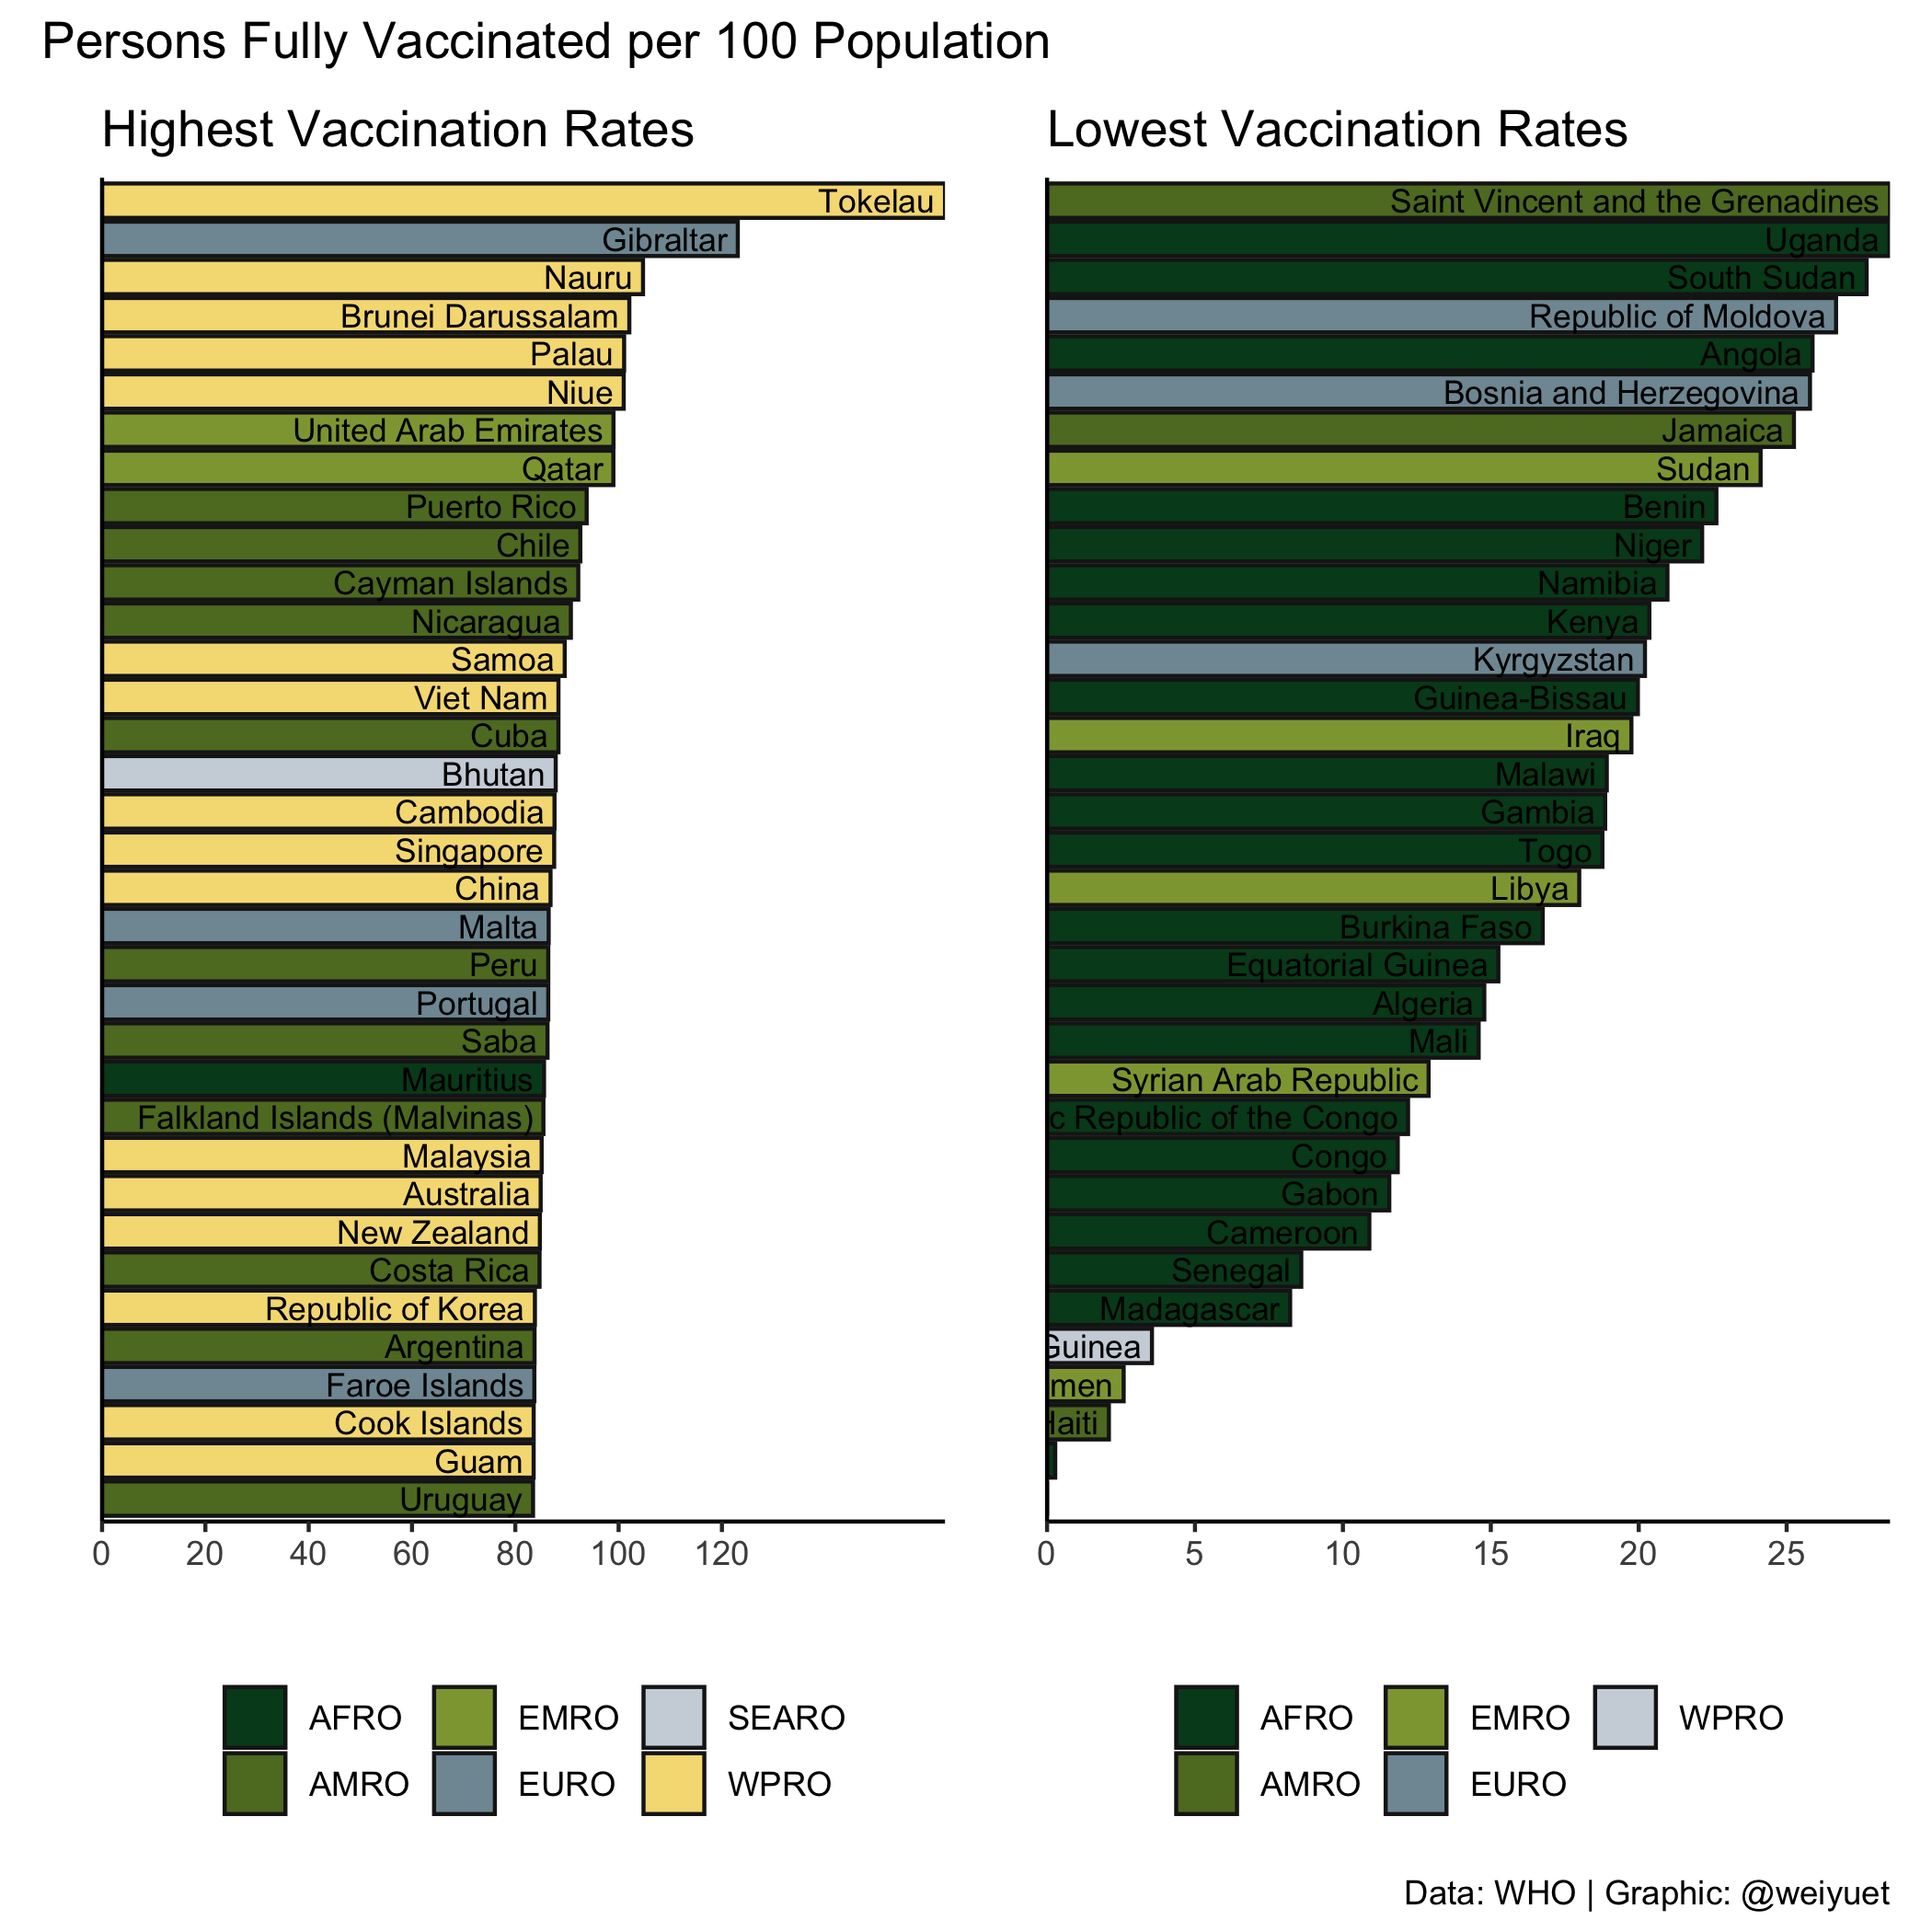 Persons Fully Vaccinated per 100 Population
Highest Vaccination Rates
Tokelau
Gibraltar
Nauru
Brunei Darussalam
Palau
Niue
United Arab Emirates
Qatar
Puerto Rico
Chile
Cayman Islands
Nicaragua
Samoa
Viet Nam
Cuba
Bhutan
Cambodia
Singapore
China
Malta
Peru
Portugal
Saba
Mauritius
Falkland Islands (Malvinas)
Malaysia
Australia
New Zealand
Costa Rica
Republic of Korea
Argentina
Faroe Islands
Cook Islands
Guam
Uruguay
0 20 40 60 80 100 120
AFRO EMRO SEARO
AMRO EURO WPRO
Lowest Vaccination Rates
Saint Vincent and the Grenadines
Uganda
South Sudan
Republic of Moldova
Angola
Bosnia and Herzegovina
Jamaica
Sudan
Benin
Niger
Namibia
Kenya
Kyrgyzstan
Guinea-Bissau
Iraq
Malawi
Gambia
Togo
Libya
Burkina Faso
Equatorial Guinea
Algeria
Mali
Syrian Arab Republic
c Republic of the Congo
Congo
Gabon
Cameroon
Senegal
Madagascar
Guinea
men
Haiti
0 5 10 15 20 25
AFRO EMRO WPRO
AMRO EURO
Data: WHO | Graphic: @weiyuet